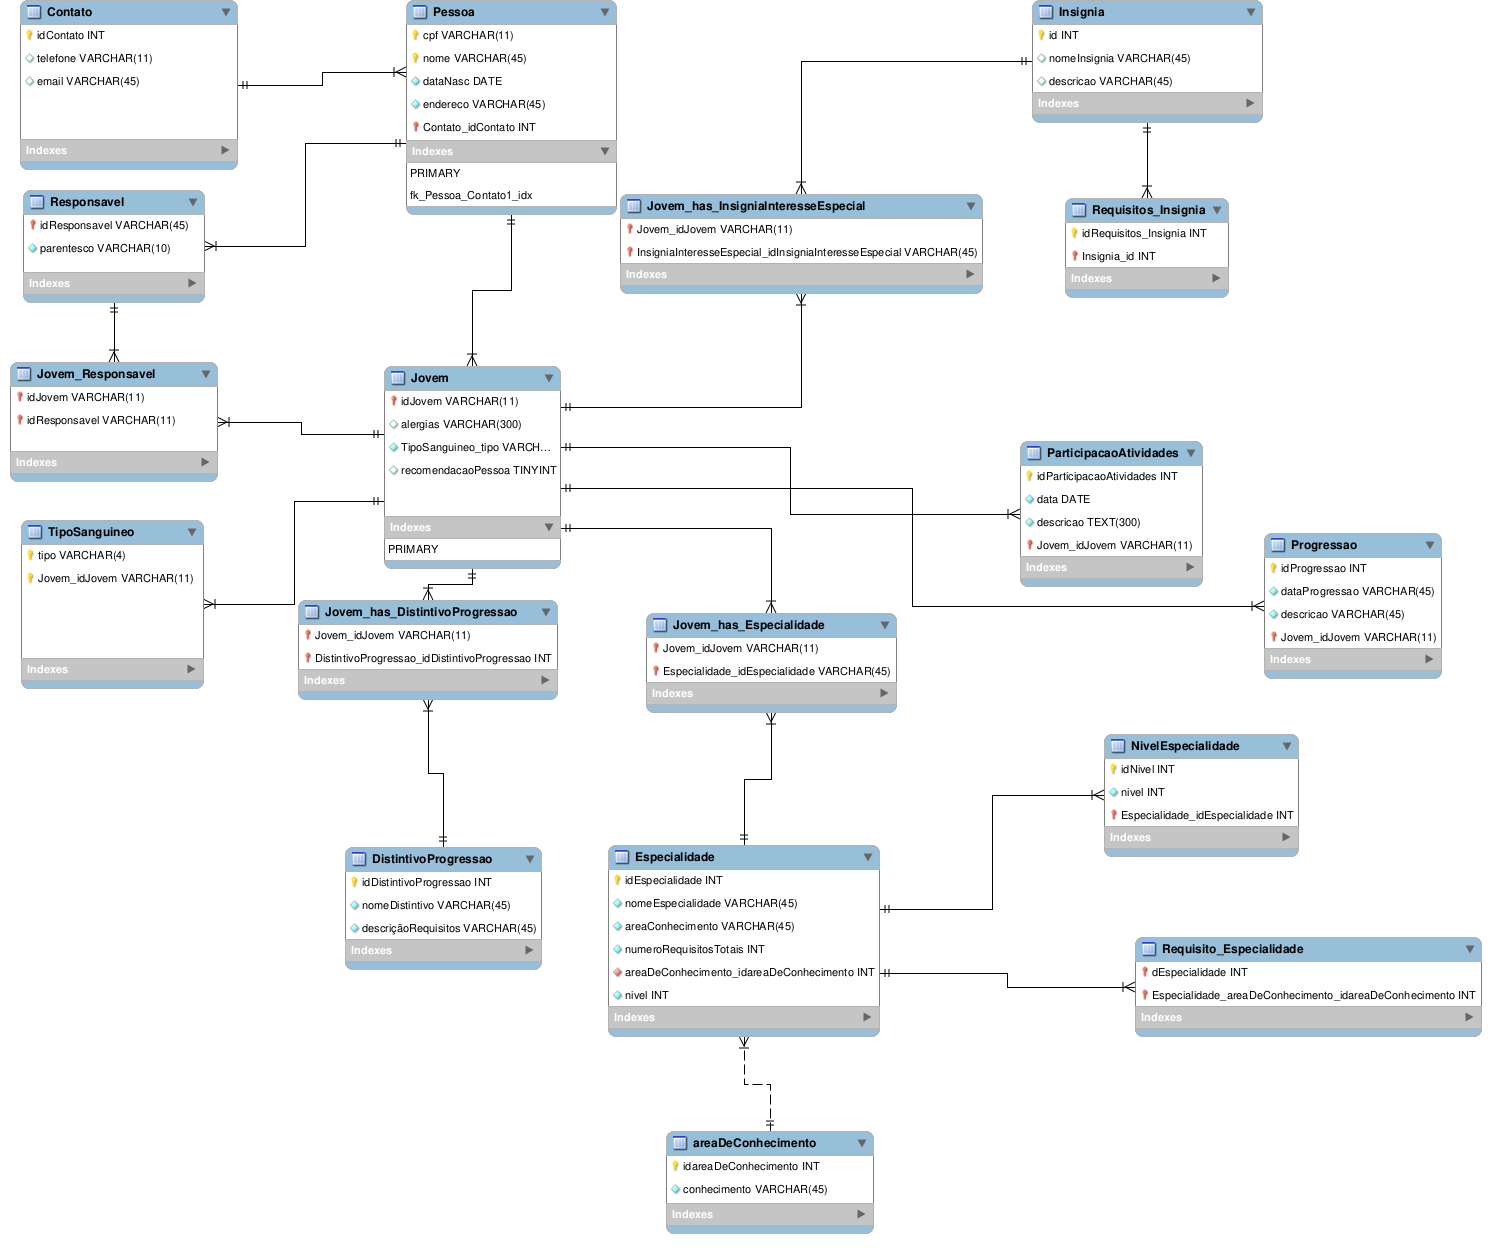 Contato
idContato INT
telefone VARCHAR(11)
email VARCHAR(45)
Indexes
Pessoa
cpf VARCHAR(11)
nome VARCHAR(45)
dataNasc DATE
endereco VARCHAR(45)
Contato_idContato INT
Indexes
PRIMARY
fk_Pessoa_Contato1_idx
Insignia
id INT
nomeInsignia VARCHAR(45)
descricao VARCHAR(45)
Indexes
Responsavel
idResponsavel VARCHAR(45)
parentesco VARCHAR(10)
Indexes
Jovem_has_InsigniaInteresseEspecial
Jovem_idJovem VARCHAR(11)
InsigniaInteresseEspecial_idInsigniaInteresseEspecial VARCHAR(45)
Indexes
Requisitos_Insignia
idRequisitos_Insignia INT
Insignia_id INT
Indexes
Jovem_Responsavel
idJovem VARCHAR(11)
idResponsavel VARCHAR(11)
Indexes
Jovem
idJovem VARCHAR(11)
alergias VARCHAR(300)
TipoSanguineo_tipo VARCH...
recomendacaoPessoa TINYINT
Indexes
PRIMARY
ParticipacaoAtividades
idParticipacaoAtividades INT
data DATE
descricao TEXT(300)
Jovem_idJovem VARCHAR(11)
Indexes
TipoSanguineo
tipo VARCHAR(4)
Jovem_idJovem VARCHAR(11)
Indexes
Progressao
idProgressao INT
dataProgressao VARCHAR(45)
descricao VARCHAR(45)
Jovem_idJovem VARCHAR(11)
Indexes
Jovem_has_DistintivoProgressao
Jovem_idJovem VARCHAR(11)
DistintivoProgressao_idDistintivoProgressao INT
Indexes
Jovem_has_Especialidade
Jovem_idJovem VARCHAR(11)
Especialidade_idEspecialidade VARCHAR(45)
Indexes
NivelEspecialidade
idNivel INT
nivel INT
Especialidade_idEspecialidade INT
Indexes
DistintivoProgressao
idDistintivoProgressao INT
nomeDistintivo VARCHAR(45)
descriçãoRequisitos VARCHAR(45)
Indexes
Especialidade
idEspecialidade INT
nomeEspecialidade VARCHAR(45)
areaConhecimento VARCHAR(45)
numeroRequisitosTotais INT
areaDeConhecimento_idareaDeConhecimento INT
nivel INT
Indexes
Requisito_Especialidade
dEspecialidade INT
Especialidade_areaDeConhecimento_idareaDeConhecimento INT
Indexes
areaDeConhecimento
idareaDeConhecimento INT
conhecimento VARCHAR(45)
Indexes